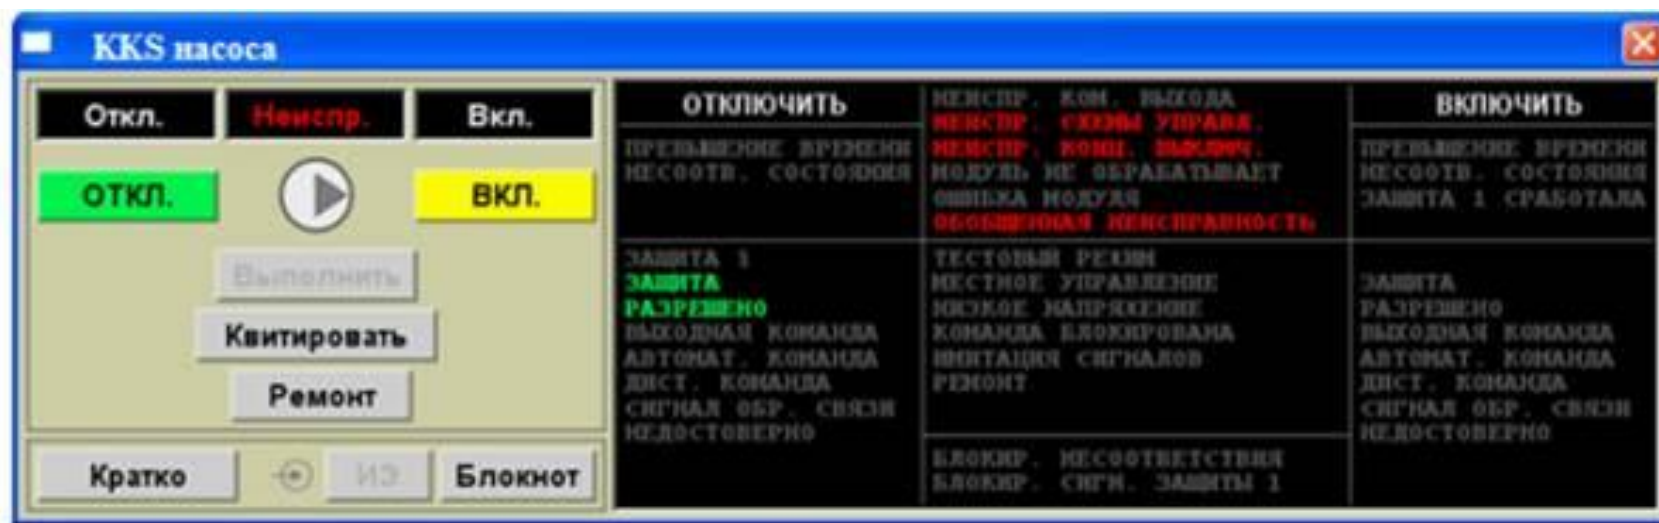 KKS насоса
Откл.
Неиспр.
Вкл.
ОТКЛ.
ВКЛ.
Выполнить
Квитировать
Ремонт
Кратко
ИЭ
Блокнот
ОТКЛЮЧИТЬ
ПРЕВЫШЕНИЕ ВРЕМЕНИ
НЕСООТВ. СОСТОЯНИЯ
ЗАЩИТА 1
ЗАЩИТА
РАЗРЕШЕНО
ВЫХОДНАЯ КОМАНДА
АВТОМАТ. КОМАНДА
ДИСТ. КОМАНДА
СИГНАЛ ОБР. СВЯЗИ
НЕДОСТОВЕРНО
НЕИСПР. КОМ. ВЫХОДА
НЕИСПР. СХЕМЫ УПРАВЛ.
НЕИСПР. КОНЦ. ВЫКЛЮЧ.
МОДУЛЬ НЕ ОБРАБАТЫВАЕТ
ОШИБКА МОДУЛЯ
ОБОБЩЕННАЯ НЕИСПРАВНОСТЬ
ТЕСТОВЫЙ РЕЖИМ
МЕСТНОЕ УПРАВЛЕНИЕ
НИЗКОЕ НАПРЯЖЕНИЕ
КОМАНДА БЛОКИРОВАНА
ИМИТАЦИЯ СИГНАЛОВ
РЕМОНТ
БЛОКИР. НЕСООТВЕТСТВИЯ
БЛОКИР. СИГН. ЗАЩИТЫ 1
ВКЛЮЧИТЬ
ПРЕВЫШЕНИЕ ВРЕМЕНИ
НЕСООТВ. СОСТОЯНИЯ
ЗАЩИТА 1 СРАБОТАЛА
ЗАЩИТА
РАЗРЕШЕНО
ВЫХОДНАЯ КОМАНДА
АВТОМАТ. КОМАНДА
ДИСТ. КОМАНДА
СИГНАЛ ОБР. СВЯЗИ
НЕДОСТОВЕРНО